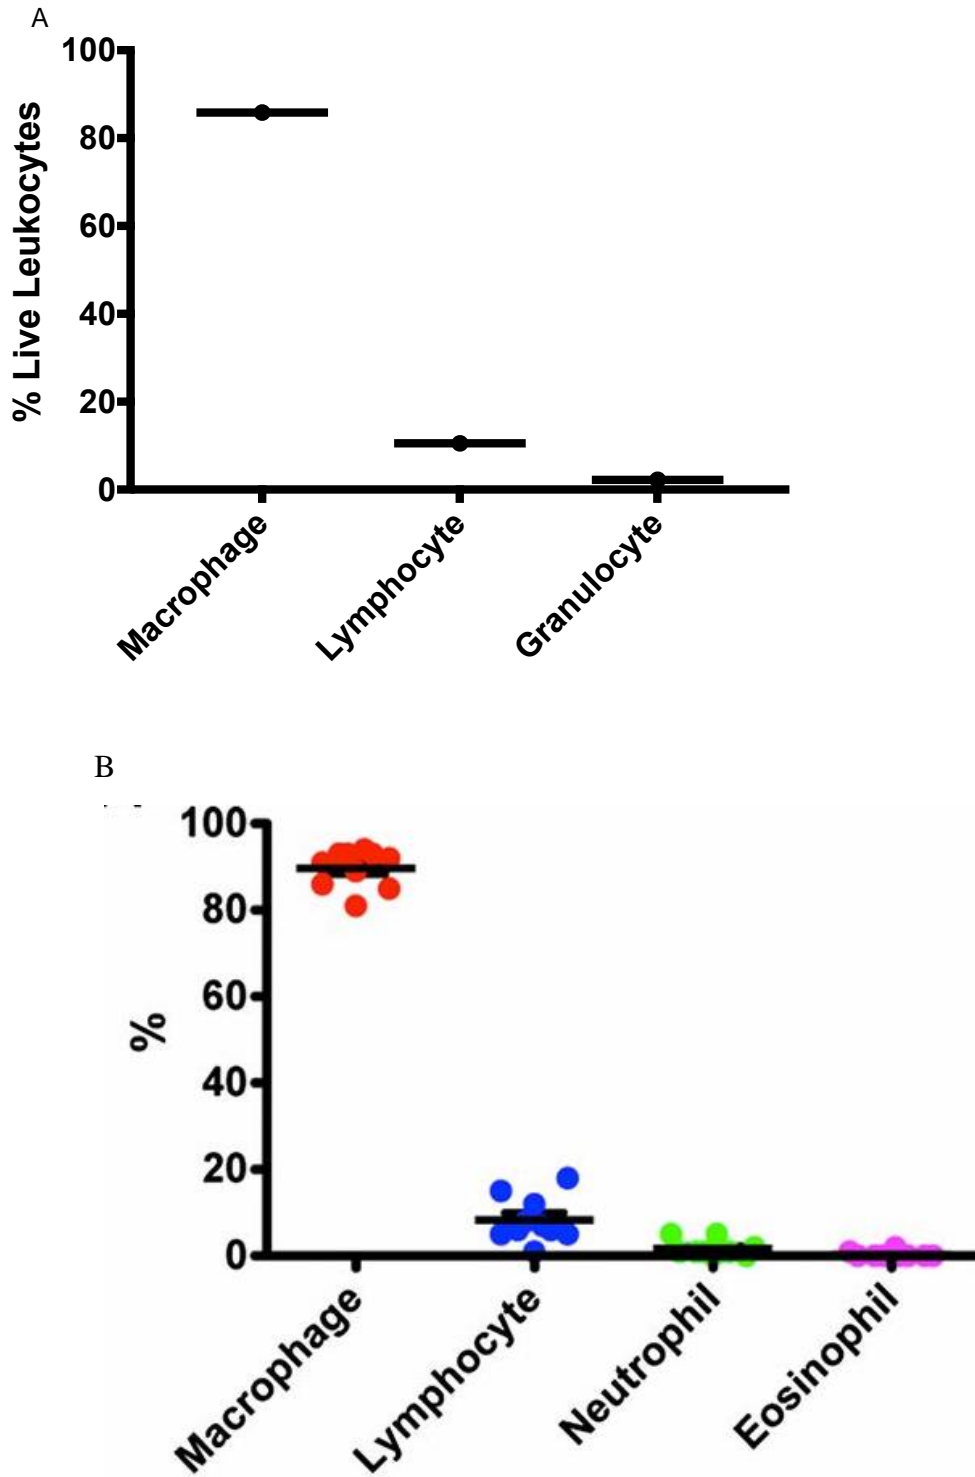 A
100
80
60
40
20
0
% Live Leukocytes
Macrophage
Lymphocyte
Granulocyte
B
100
80
60
40
20
0
%
Macrophage
Lymphocyte
Neutrophil
Eosinophil